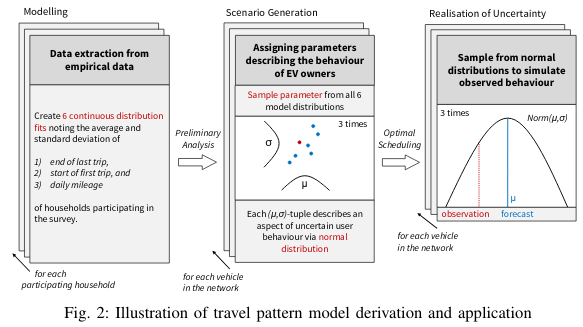 Modelling
Data extraction from
empirical data
Create 6 continuous distribution
fits noting the average and
standard deviation of
1) end of last trip,
2) start of first trip, and
3) daily mileage
of households participating in
the survey.
for each
participating household
Preliminary
Analysis
Scenario Generation
Assigning parameters
describing the behaviour
of EV owners
Sample parameter from all 6
model distributions
3 times
σ
μ
Each (μ,σ)-tuple describes an
aspect of uncertain user
behaviour via normal
distribution
for each vehicle
in the network
Optimal
Scheduling
Realisation of Uncertainty
Sample from normal
distributions to simulate
observed behaviour
3 times
Norm(μ,σ)
μ
observation forecast
for each vehicle
in the network
Fig. 2: Illustration of travel pattern model derivation and application